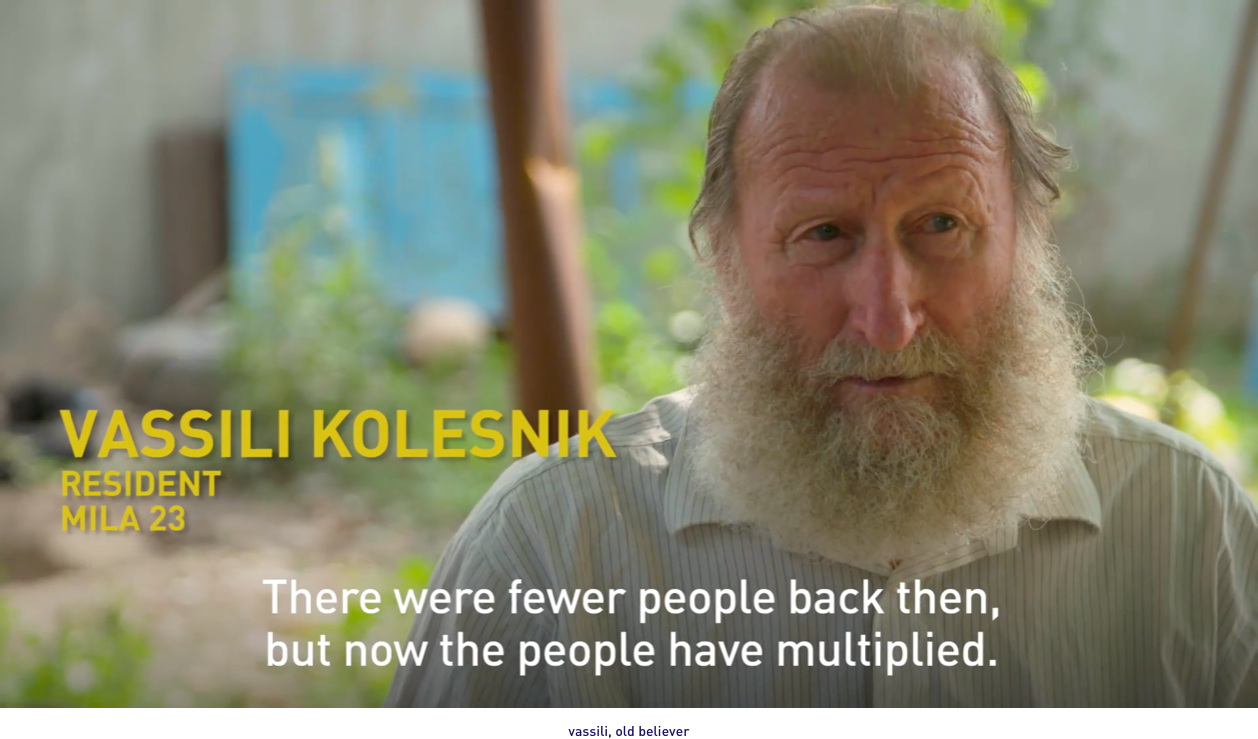 VASSILI KOLESNIK
RESIDENT
MILA 23
There were fewer people back then,
but now the people have multiplied.
vassili, old believer